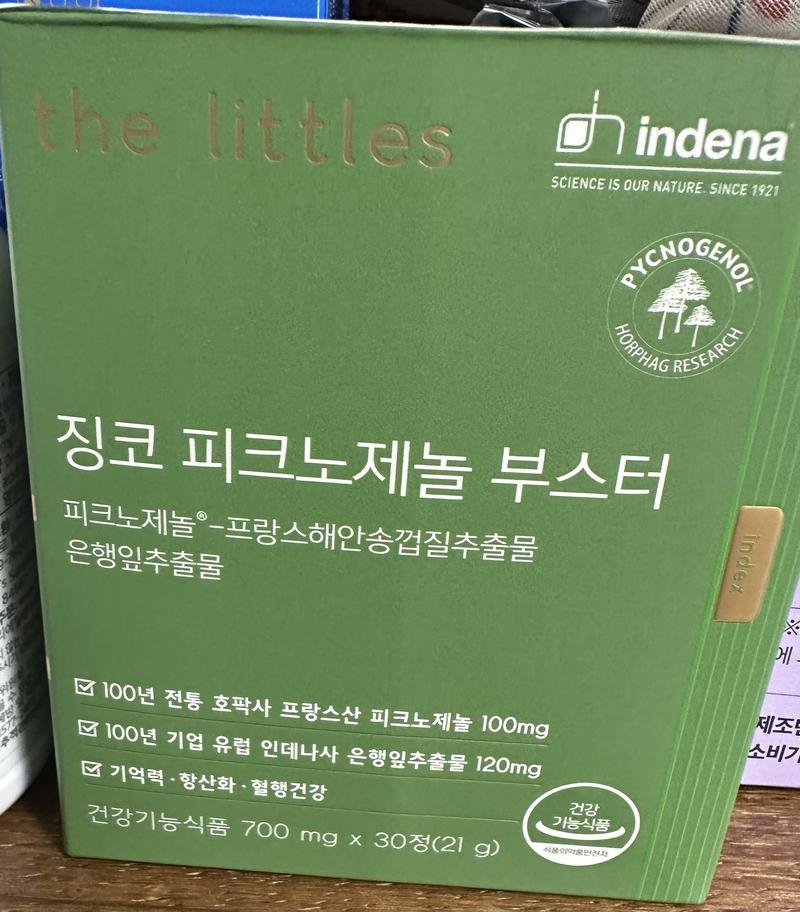 the littles
indena
SCIENCE IS OUR NATURE. SINCE 1921
PYCNOGENOL®
HORPHAG RESEARCH
징코 피크노제놀 부스터
피크노제놀®-프랑스해안송껍질추출물
은행잎추출물
index
100년 전통 호팍사 프랑스산 피크노제놀 100mg
100년 기업 유럽 인데나사 은행잎추출물 120mg
기억력·항산화·혈행건강
건강기능식품 700 mg x 30정(21 g)
건강
기능식품
식품의약품안전처